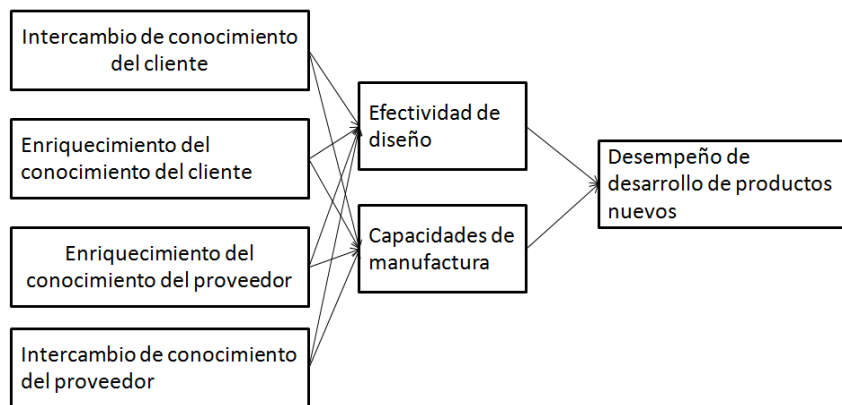 Intercambio de conocimiento
del cliente
Enriquecimiento del
conocimiento del cliente
Enriquecimiento del
conocimiento del proveedor
Intercambio de conocimiento
del proveedor
Efectividad de
diseño
Capacidades de
manufactura
Desempeño de
desarrollo de productos
nuevos